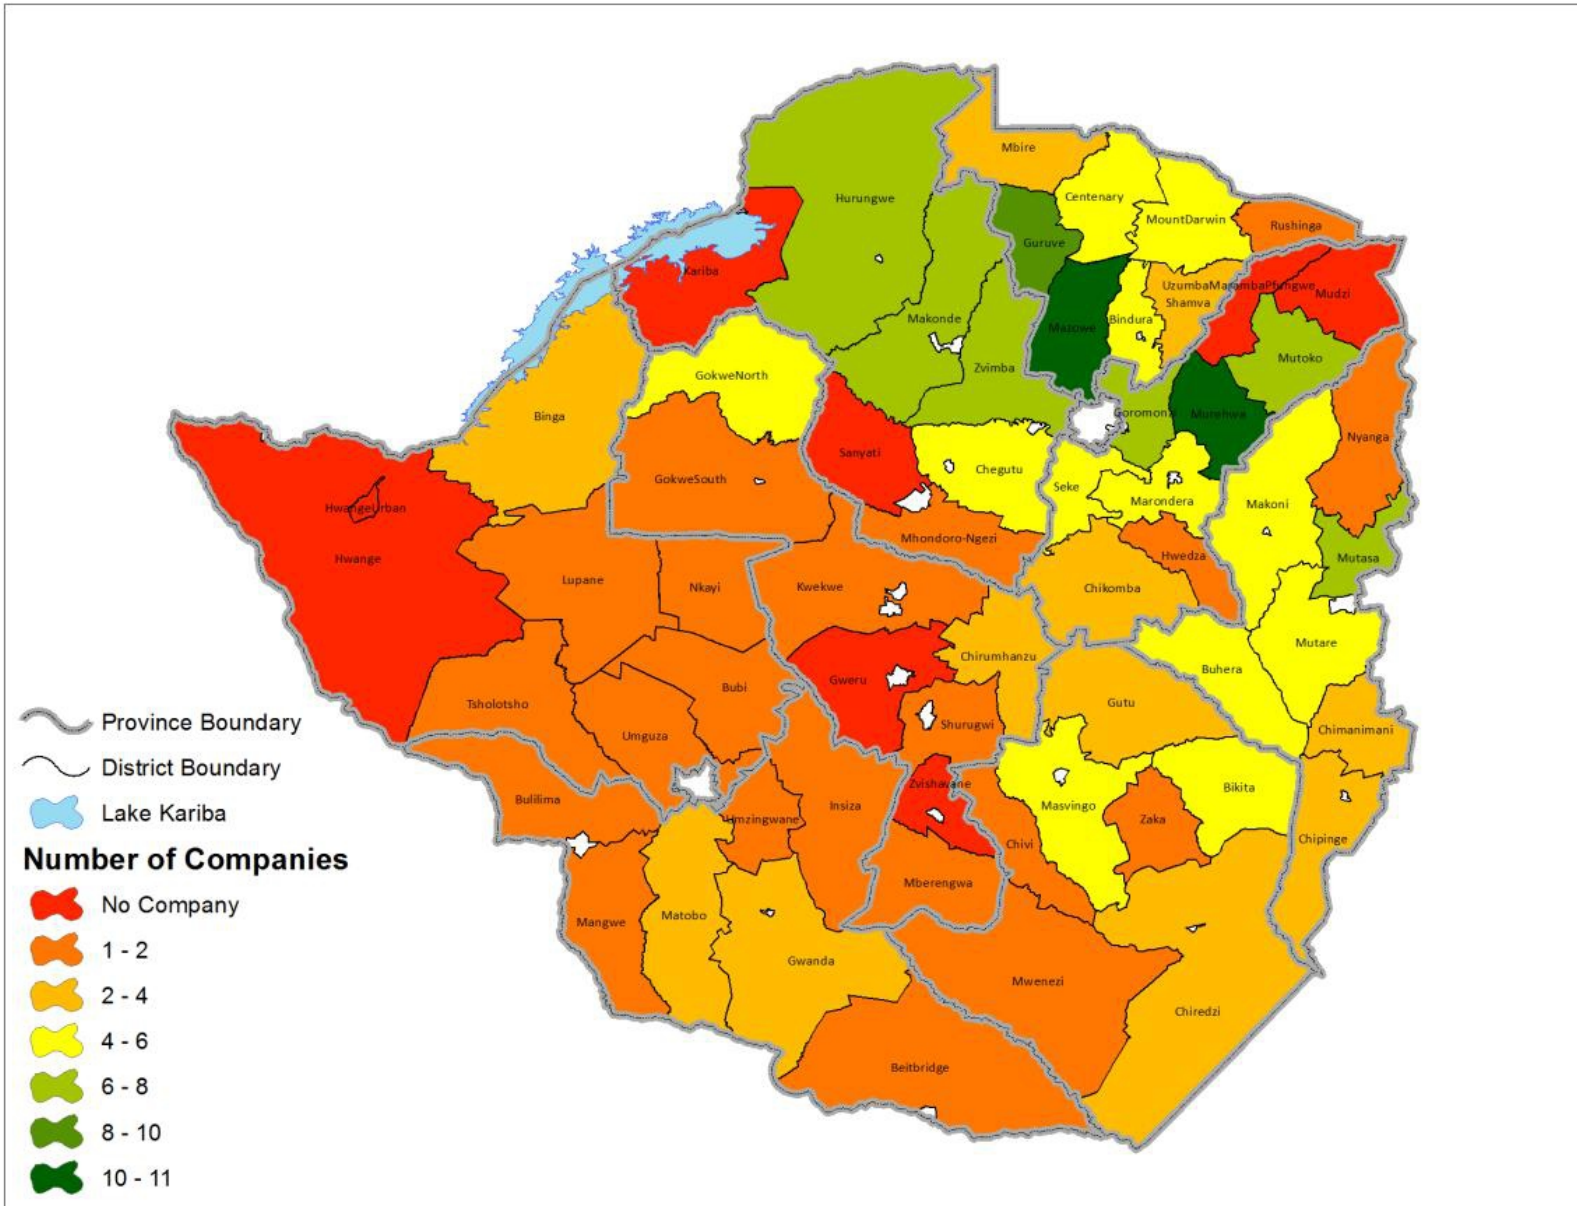 Mbire
Hurungwe
Centenary
MountDarwin
Rushinga
Guruve
Kariba
UzumbaMarambaPfungwe
Mudzi
Shamva
Makonde
Mazowe
Bindura
Mutoko
Zvimba
GokweNorth
Binga
Goromonzi
Murehwa
Nyanga
Sanyati
Chegutu
GokweSouth
Seke
Marondera
Makoni
HwangeUrban
Hwange
Mhondoro-Ngezi
Hwedza
Mutasa
Lupane
Nkayi
Kwekwe
Chikomba
Mutare
Chirumhanzu
Buhera
Gweru
Bubi
Tsholotsho
Gutu
Shurugwi
Chimanimani
Umguza
Zvishavane
Bikita
Bulilima
Insiza
Masvingo
Umzingwane
Zaka
Chipinge
Chivi
Mberengwa
Matobo
Mangwe
Gwanda
Mwenezi
Chiredzi
Beitbridge
Province Boundary
District Boundary
Lake Kariba
Number of Companies
No Company
1 - 2
2 - 4
4 - 6
6 - 8
8 - 10
10 - 11